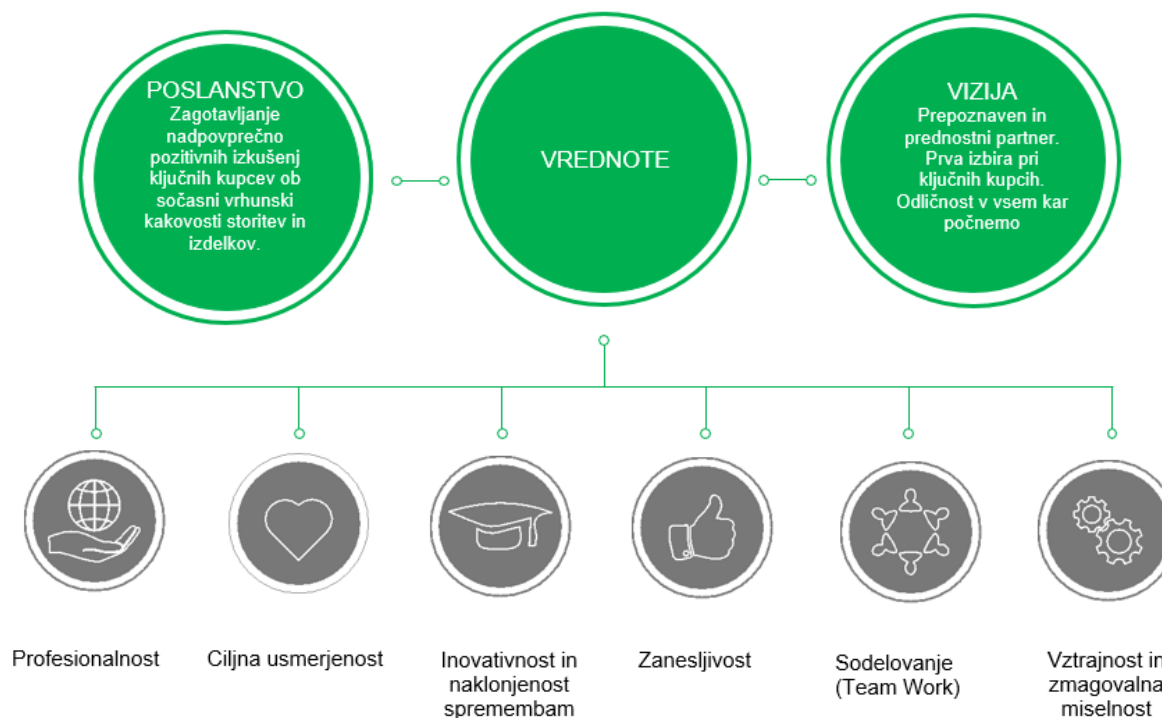 POSLANSTVO
Zagotavljanje
nadpovprečno
pozitivnih izkušenj
ključnih kupcev ob
sočasni vrhunski
kakovosti storitev in
izdelkov.
VREDNOTE
VIZIJA
Prepoznaven in
prednostni partner.
Prva izbira pri
ključnih kupcih.
Odličnost v vsem kar
počnemo
Profesionalnost
Ciljna usmerjenost
Inovativnost in
naklonjenost
spremembam
Zanesljivost
Sodelovanje
(Team Work)
Vztrajnost in
zmagovalna
miselnost